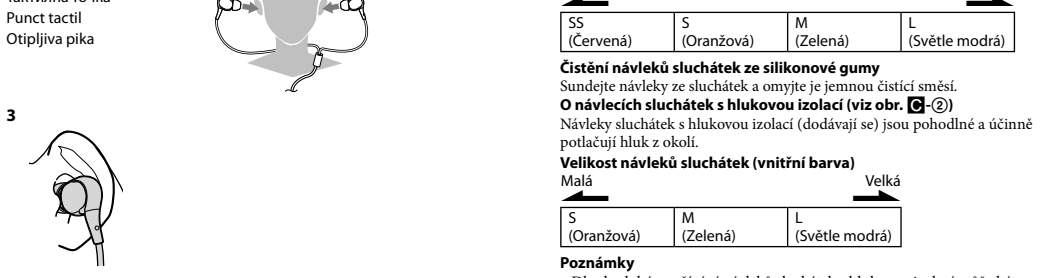 Punct tactil
Otipljiva pika
3
SS
(Červená)
S
(Oranžová)
M
(Zelená)
L
(Světle modrá)
Čistění návleků sluchátek ze silikonové gumy
Sundejte návleky ze sluchátek a omyjte je jemnou čistící směsí.
O návlecích sluchátek s hlukovou izolací (viz obr. C-②)
Návleky sluchátek s hlukovou izolací (dodávají se) jsou pohodlné a účinně
potlačují hluk z okolí.
Velikost návleků sluchátek (vnitřní barva)
Malá Velká
S
(Oranžová)
M
(Zelená)
L
(Světle modrá)
Poznámky